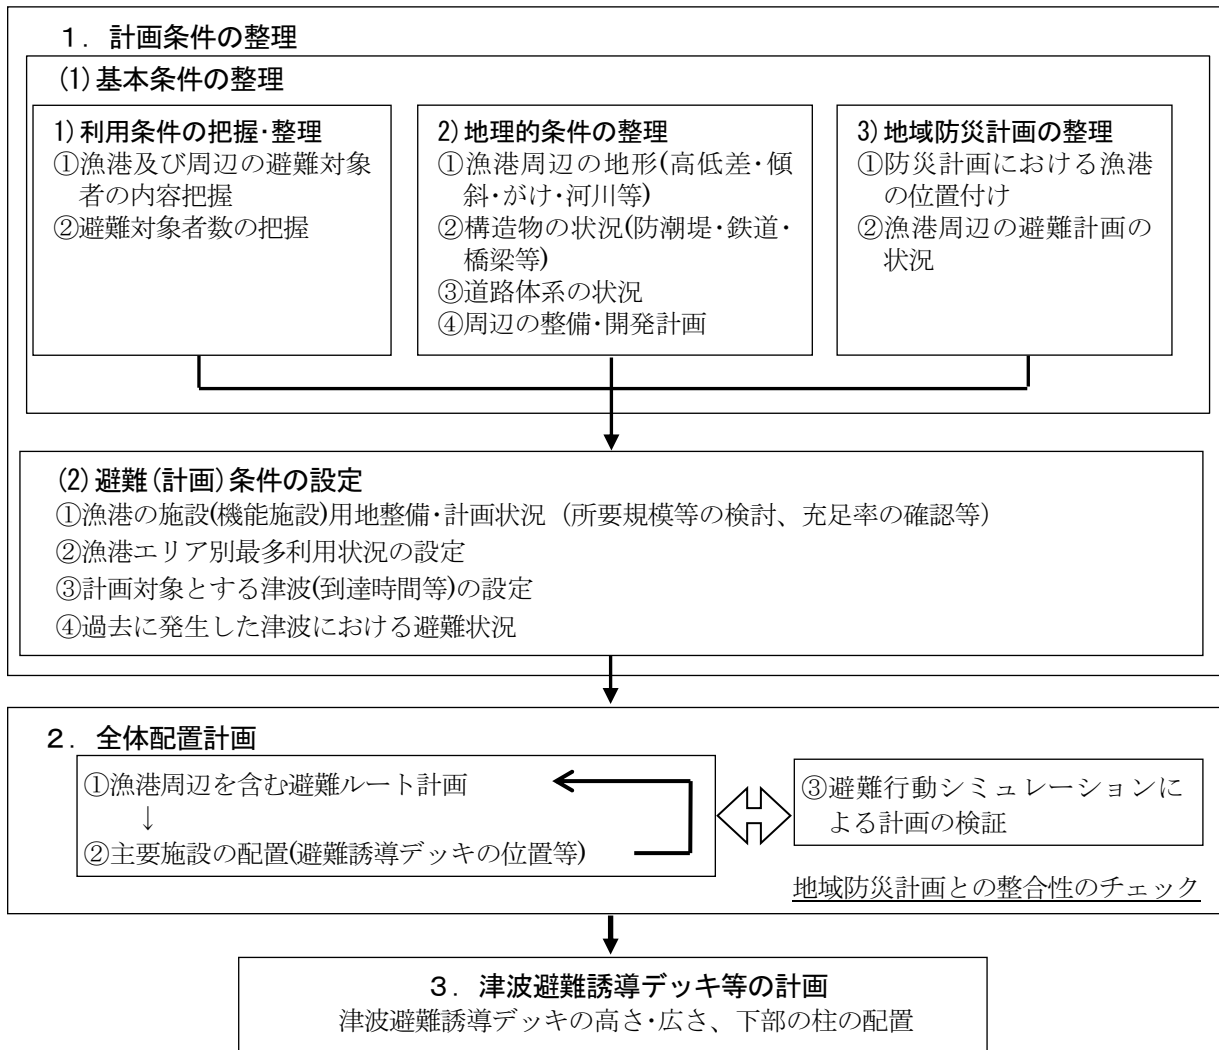 １．計画条件の整理
(1)基本条件の整理
1)利用条件の把握･整理
①漁港及び周辺の避難対象
者の内容把握
②避難対象者数の把握
2)地理的条件の整理
①漁港周辺の地形(高低差･傾
斜･がけ･河川等)
②構造物の状況(防潮堤･鉄道･
橋梁等)
③道路体系の状況
④周辺の整備･開発計画
3)地域防災計画の整理
①防災計画における漁港
の位置付け
②漁港周辺の避難計画の
状況
(2)避難(計画)条件の設定
①漁港の施設(機能施設)用地整備･計画状況（所要規模等の検討、充足率の確認等）
②漁港エリア別最多利用状況の設定
③計画対象とする津波(到達時間等)の設定
④過去に発生した津波における避難状況
２．全体配置計画
①漁港周辺を含む避難ルート計画
↓
②主要施設の配置(避難誘導デッキの位置等)
③避難行動シミュレーションに
よる計画の検証
地域防災計画との整合性のチェック
３．津波避難誘導デッキ等の計画
津波避難誘導デッキの高さ･広さ、下部の柱の配置